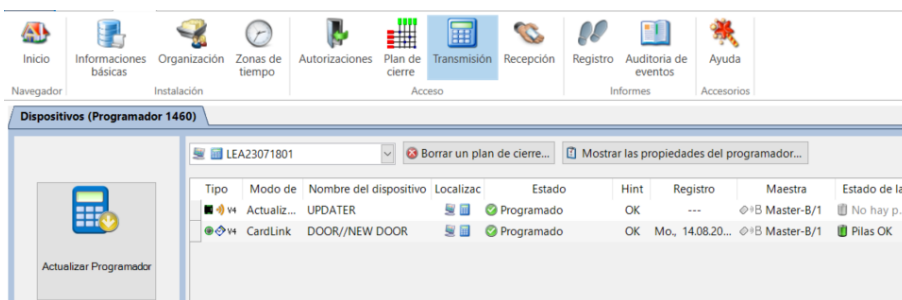 Inicio
Informaciones básicas
Organización
Zonas de tiempo
Autorizaciones
Plan de cierre
Transmisión
Recepción
Registro
Auditoria de eventos
Ayuda
Navegador
Instalación
Acceso
Informes
Accesorios
Dispositivos (Programador 1460)
LEA23071801
Borrar un plan de cierre...
Mostrar las propiedades del programador...
Tipo Modo de Nombre del dispositivo Localizac Estado Hint Registro Maestra Estado de la
V4 Actualiz... UPDATER Programado OK --- B Master-B/1 No hay p.
V4 CardLink DOOR//NEW DOOR Programado OK Mo., 14.08.20... B Master-B/1 Pilas OK
Actualizar Programador